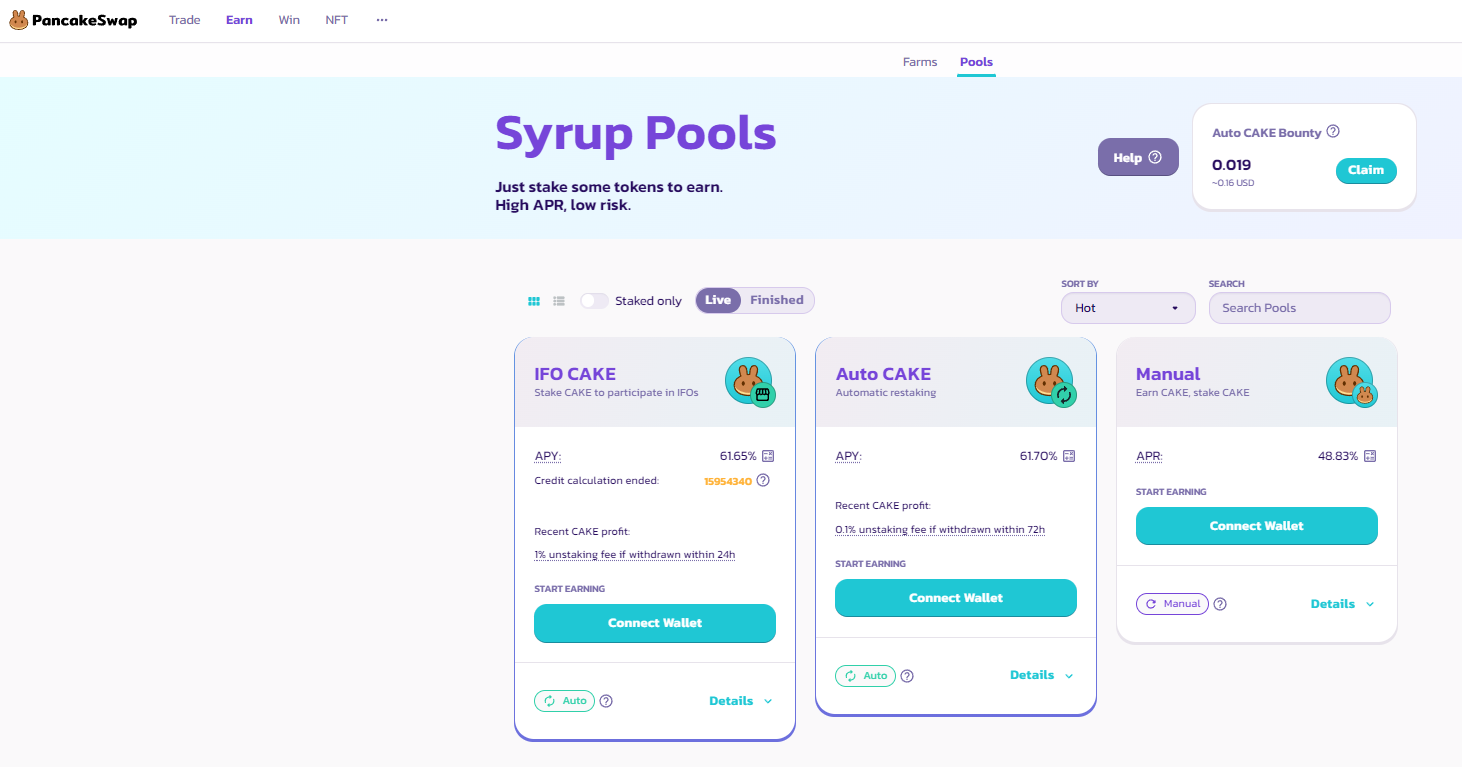 PancakeSwap Trade Earn Win NFT ...
Farms Pools
Syrup Pools
Just stake some tokens to earn.
High APR, low risk.
Help
Auto CAKE Bounty
0.019
~0.16 USD
Claim
Staked only Live Finished
SORT BY
Hot
SEARCH
Search Pools
IFO CAKE
Stake CAKE to participate in IFOs
APY: 61.65%
Credit calculation ended: 15954340
Recent CAKE profit:
1% unstaking fee if withdrawn within 24h
START EARNING
Connect Wallet
Auto Details
Auto CAKE
Automatic restaking
APY: 61.70%
Recent CAKE profit:
0.1% unstaking fee if withdrawn within 72h
START EARNING
Connect Wallet
Auto Details
Manual
Earn CAKE, stake CAKE
APR: 48.83%
START EARNING
Connect Wallet
Manual Details